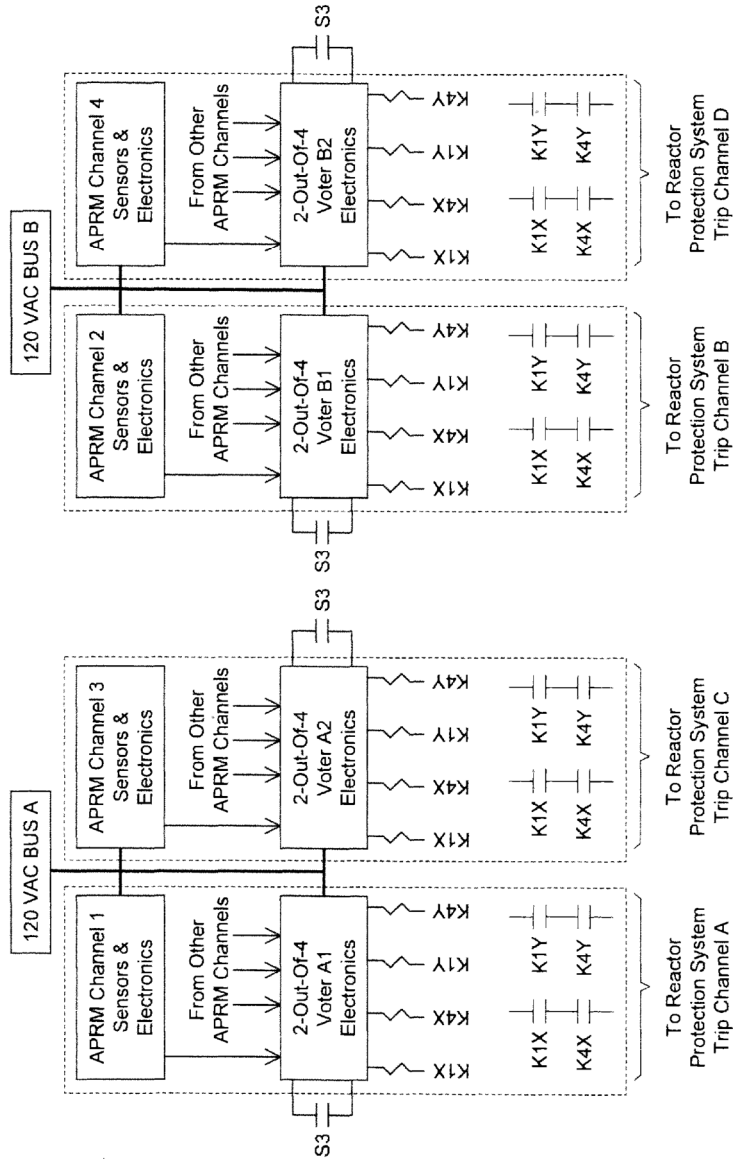 120 VAC BUS A
APRM Channel 1
Sensors &
Electronics
APRM Channel 3
Sensors &
Electronics
From Other
APRM Channels
From Other
APRM Channels
S3
2-Out-Of-4
Voter A1
Electronics
2-Out-Of-4
Voter A2
Electronics
S3
K1X
K4X
K1Y
K4Y
K1X
K4X
K1Y
K4Y
K1X
K1Y
K4X
K4Y
K1X
K1Y
K4X
K4Y
To Reactor
Protection System
Trip Channel A
To Reactor
Protection System
Trip Channel C
120 VAC BUS B
APRM Channel 2
Sensors &
Electronics
APRM Channel 4
Sensors &
Electronics
From Other
APRM Channels
From Other
APRM Channels
S3
2-Out-Of-4
Voter B1
Electronics
2-Out-Of-4
Voter B2
Electronics
S3
K1X
K4X
K1Y
K4Y
K1X
K4X
K1Y
K4Y
K1X
K1Y
K4X
K4Y
K1X
K1Y
K4X
K4Y
To Reactor
Protection System
Trip Channel B
To Reactor
Protection System
Trip Channel D